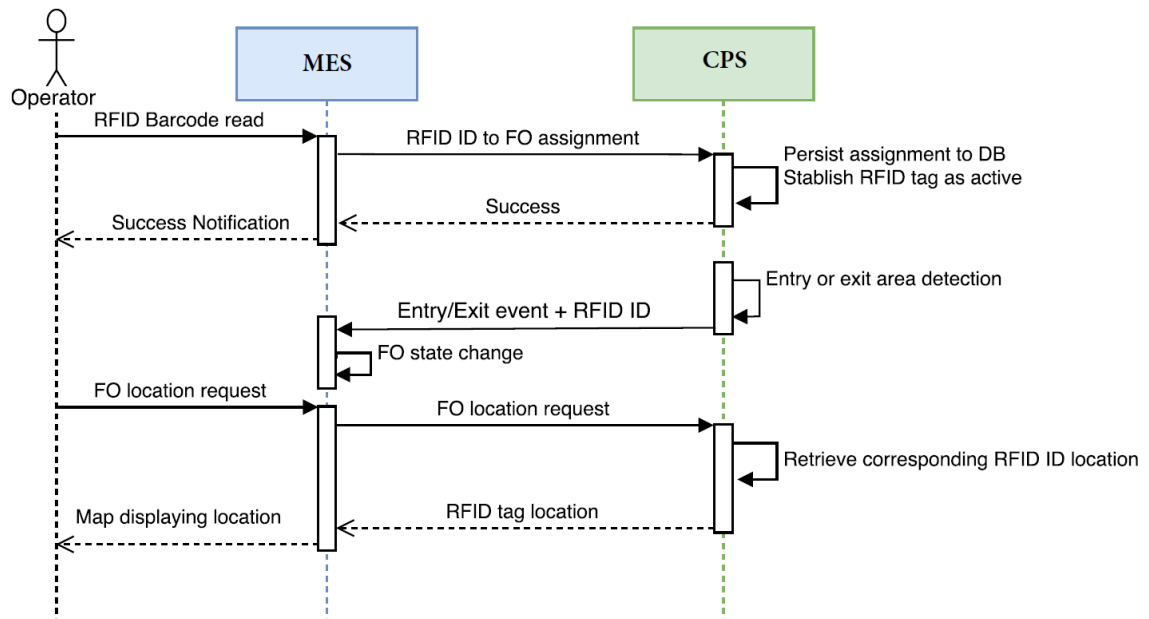 MES
CPS
Operator
RFID Barcode read
RFID ID to FO assignment
Persist assignment to DB
Stablish RFID tag as active
Success
Success Notification
Entry or exit area detection
Entry/Exit event + RFID ID
FO state change
FO location request
FO location request
Retrieve corresponding RFID ID location
RFID tag location
Map displaying location